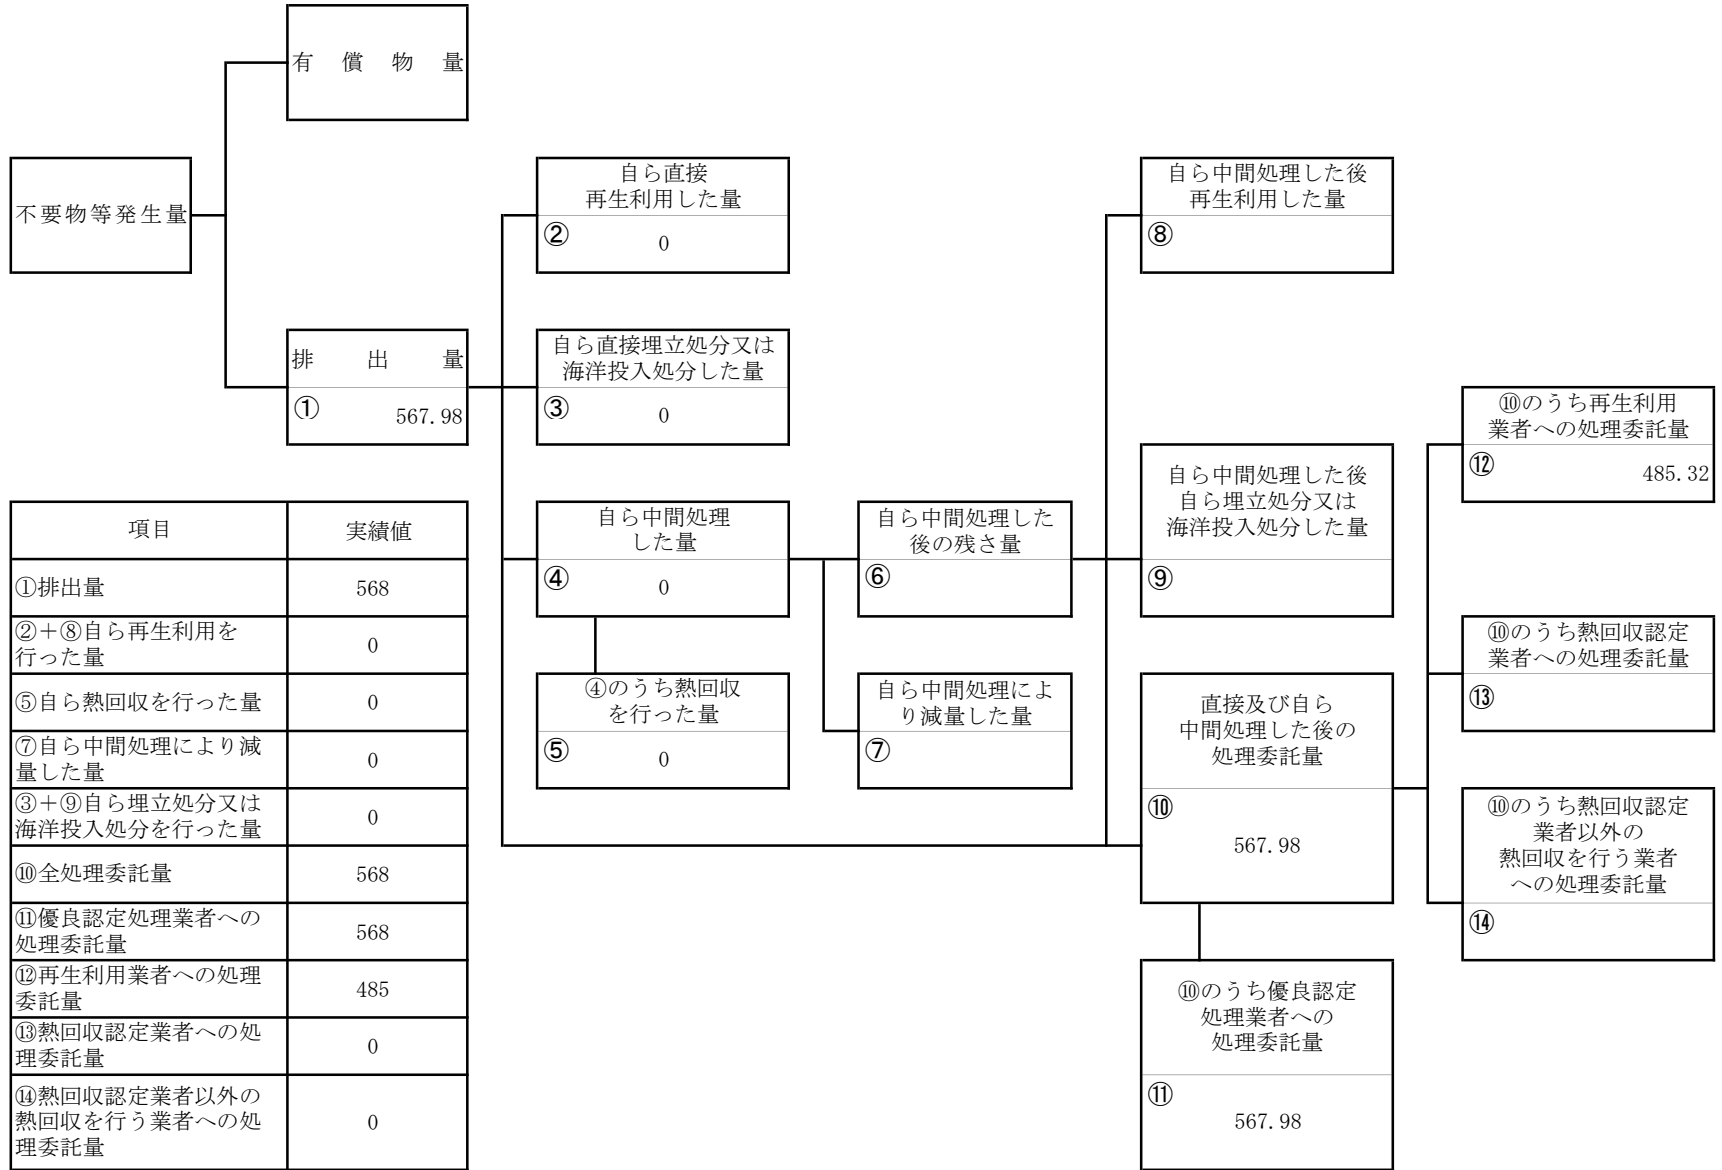 有償物量
不要物等発生量
排出量
①
567.98
自ら直接
再生利用した量
②
0
自ら直接埋立処分又は
海洋投入処分した量
③
0
自ら中間処理
した量
④
0
④のうち熱回収
を行った量
⑤
0
自ら中間処理した
後の残さ量
⑥
自ら中間処理によ
り減量した量
⑦
自ら中間処理した後
再生利用した量
⑧
自ら中間処理した後
自ら埋立処分又は
海洋投入処分した量
⑨
直接及び自ら
中間処理した後の
処理委託量
⑩
567.98
⑩のうち優良認定
処理業者への
処理委託量
⑪
567.98
⑩のうち再生利用
業者への処理委託量
⑫
485.32
⑩のうち熱回収認定
業者への処理委託量
⑬
⑩のうち熱回収認定
業者以外の
熱回収を行う業者
への処理委託量
⑭
項目 実績値
①排出量 568
②＋⑧自ら再生利用を
行った量 0
⑤自ら熱回収を行った量 0
⑦自ら中間処理により減
量した量 0
③＋⑨自ら埋立処分又は
海洋投入処分を行った量 0
⑩全処理委託量 568
⑪優良認定処理業者への
処理委託量 568
⑫再生利用業者への処理
委託量 485
⑬熱回収認定業者への処
理委託量 0
⑭熱回収認定業者以外の
熱回収を行う業者への処
理委託量 0